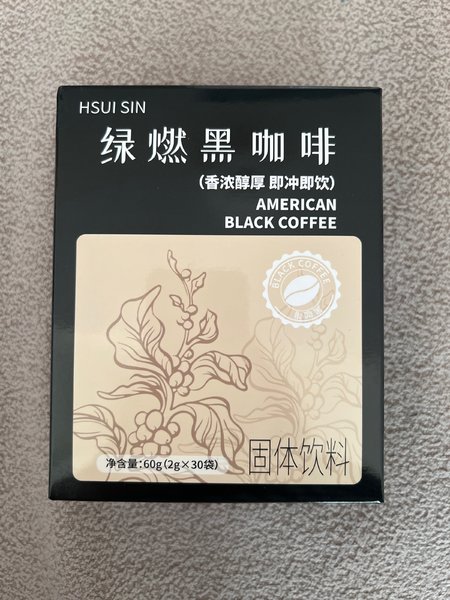 HSUI SIN
绿燃黑咖啡
(香浓醇厚 即冲即饮)
AMERICAN
BLACK COFFEE
BLACK COFFEE
净含量:60g(2g×30袋)
固体饮料